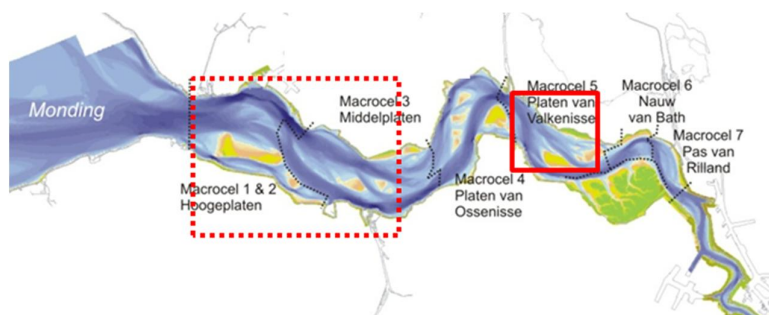 Monding
Macrocel 1 & 2
Hoogeplaten
Macrocel 3
Middelplaten
Macrocel 4
Platen van
Ossenisse
Macrocel 5
Platen van
Valkenisse
Macrocel 6
Nauw
van Bath
Macrocel 7
Pas van
Rilland